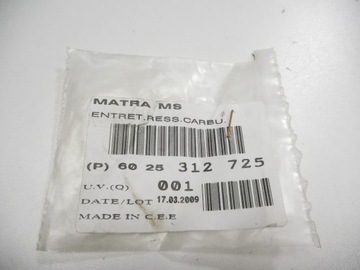 MATRA MS
ENTRET.RESS.CARBU.
(P) 60 25 312 725
U.V.(Q) 001
DATE/LOT 17.03.2009
MADE IN C.E.E